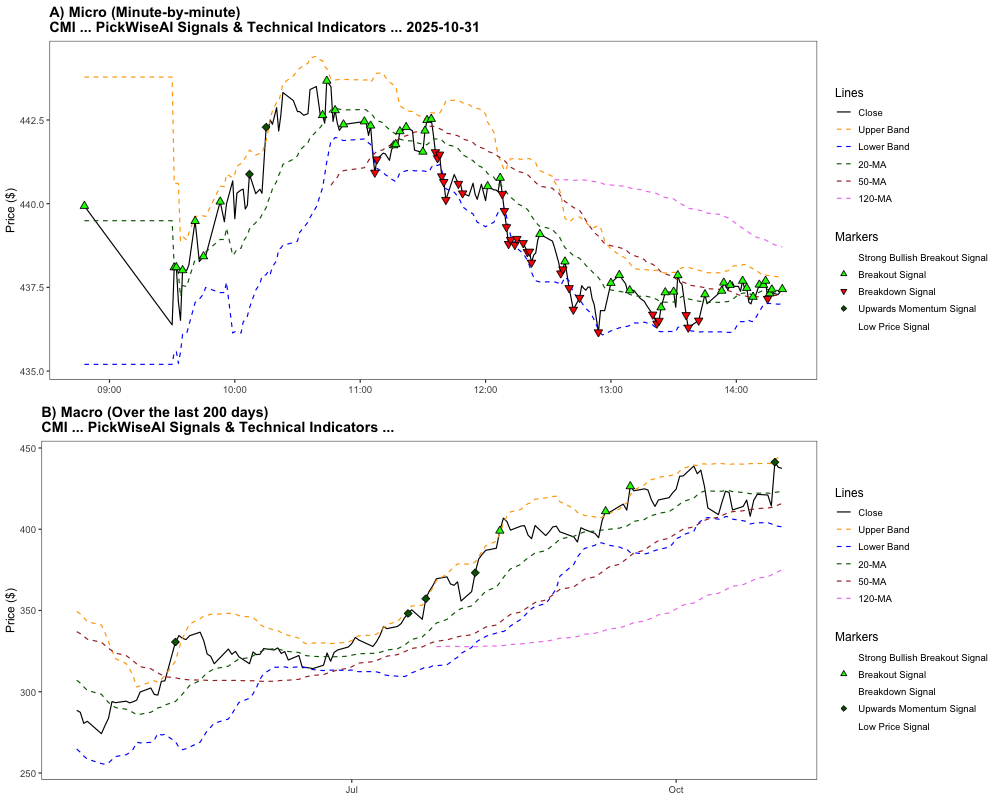 A) Micro (Minute-by-minute)
CMI ... PickWiseAI Signals & Technical Indicators ... 2025-10-31
Price ($)
442.5
440.0
437.5
435.0
09:00
10:00
11:00
12:00
13:00
14:00
Lines
Close
Upper Band
Lower Band
20-MA
50-MA
120-MA
Markers
Strong Bullish Breakout Signal
Breakout Signal
Breakdown Signal
Upwards Momentum Signal
Low Price Signal
B) Macro (Over the last 200 days)
CMI ... PickWiseAI Signals & Technical Indicators ...
Price ($)
450
400
350
300
250
Jul
Oct
Lines
Close
Upper Band
Lower Band
20-MA
50-MA
120-MA
Markers
Strong Bullish Breakout Signal
Breakout Signal
Breakdown Signal
Upwards Momentum Signal
Low Price Signal